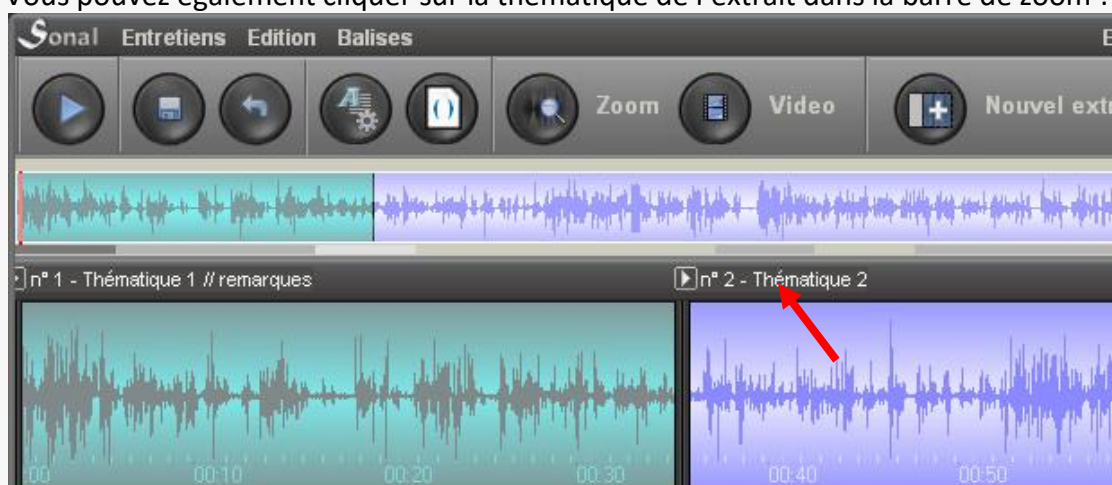 Vous pouvez également cliquer sur la thématique de l'extrait dans la barre de zoom :
Sonal Entretiens Edition Balises E
Zoom Video Nouvel extr
n° 1 - Thématique 1 // remarques n° 2 - Thématique 2
:00 00:10 00:20 00:30 00:40 00:50